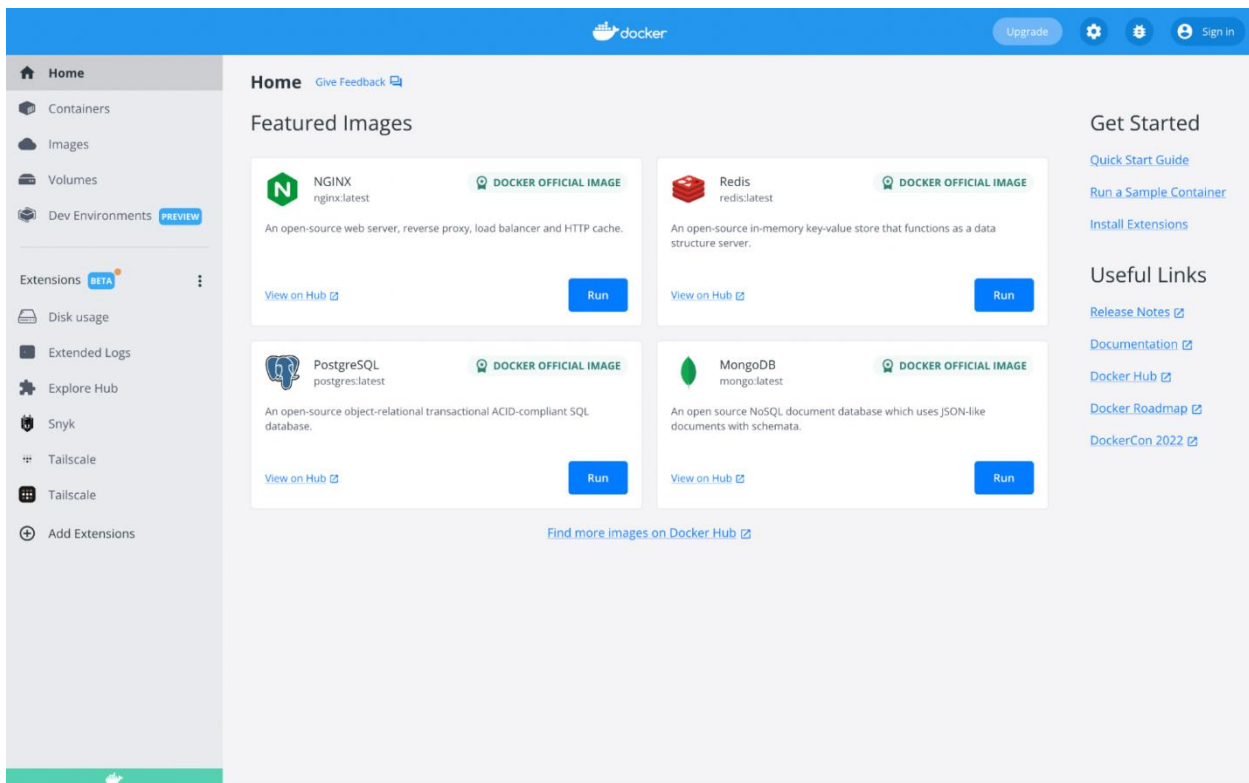 docker
Upgrade
Sign in
Home
Containers
Images
Volumes
Dev Environments PREVIEW
Extensions BETA
Disk usage
Extended Logs
Explore Hub
Snyk
Tailscale
Tailscale
Add Extensions
Home Give Feedback
Featured Images
NGINX
nginx:latest
DOCKER OFFICIAL IMAGE
An open-source web server, reverse proxy, load balancer and HTTP cache.
View on Hub
Run
Redis
redis:latest
DOCKER OFFICIAL IMAGE
An open-source in-memory key-value store that functions as a data
structure server.
View on Hub
Run
PostgreSQL
postgres:latest
DOCKER OFFICIAL IMAGE
An open-source object-relational transactional ACID-compliant SQL
database.
View on Hub
Run
MongoDB
mongo:latest
DOCKER OFFICIAL IMAGE
An open source NoSQL document database which uses JSON-like
documents with schemata.
View on Hub
Run
Find more images on Docker Hub
Get Started
Quick Start Guide
Run a Sample Container
Install Extensions
Useful Links
Release Notes
Documentation
Docker Hub
Docker Roadmap
DockerCon 2022